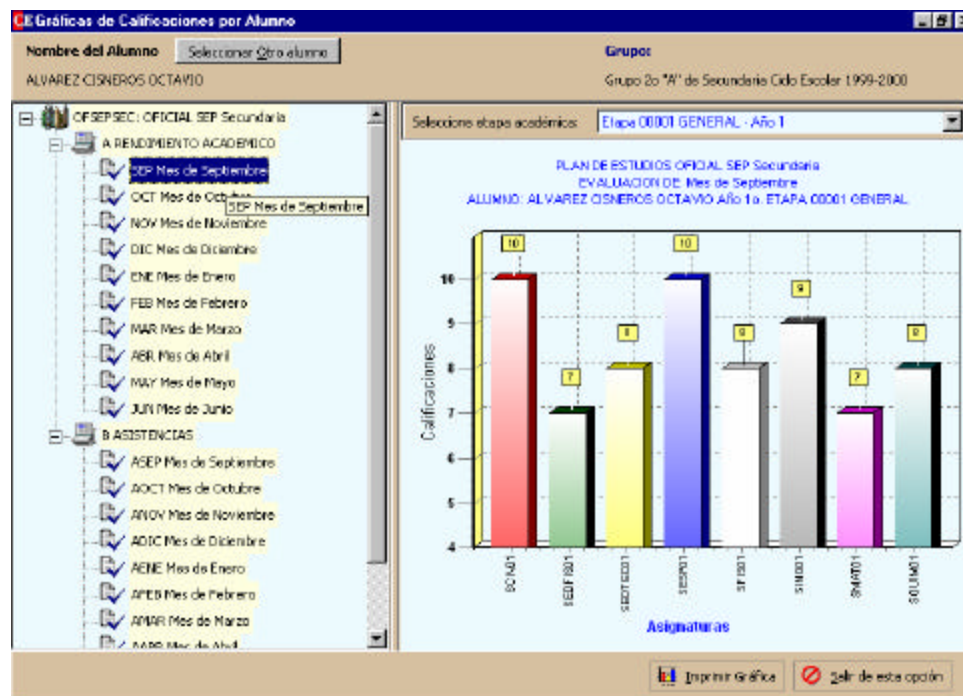 CE Gráficas de Calificaciones por Alumno
Nombre del Alumno
Seleccionar Otro alumno
Grupo:
ALVAREZ CISNEROS OCTAVIO
Grupo 2o "A" de Secundaria Ciclo Escolar 1999-2000
OFSEPSEC: OFICIAL SEP Secundaria
A RENDIMIENTO ACADEMICO
SEP Mes de Septiembre
OCT Mes de
SEP Mes de Septiembre
NOV Mes de Noviembre
DIC Mes de Diciembre
ENE Mes de Enero
FEB Mes de Febrero
MAR Mes de Marzo
ABR Mes de Abril
MAY Mes de Mayo
JUN Mes de Junio
B ASISTENCIAS
ASEP Mes de Septiembre
AOCT Mes de Octubre
ANOV Mes de Noviembre
ADIC Mes de Diciembre
AENE Mes de Enero
AFEB Mes de Febrero
AMAR Mes de Marzo
AABR Mes de Abril
Seleccione etapa académica:
Etapa 00001 GENERAL - Año 1
PLAN DE ESTUDIOS OFICIAL SEP Secundaria
EVALUACION DE: Mes de Septiembre
ALUMNO: ALVAREZ CISNEROS OCTAVIO Año 1o. ETAPA 00001 GENERAL
Calificaciones
10
9
8
7
6
5
4
10
7
8
10
8
9
7
8
SEDFI01
SEDTEC01
SESP01
SMAT01
SQUIM01
Asignaturas
Imprimir Gráfica
Salir de esta opción